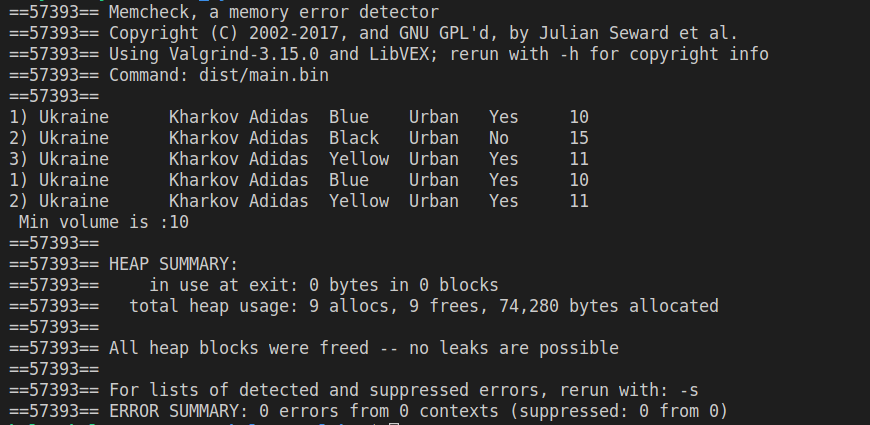 ==57393== Memcheck, a memory error detector
==57393== Copyright (C) 2002-2017, and GNU GPL'd, by Julian Seward et al.
==57393== Using Valgrind-3.15.0 and LibVEX; rerun with -h for copyright info
==57393== Command: dist/main.bin
==57393==
1) Ukraine      Kharkov Adidas  Blue    Urban   Yes     10
2) Ukraine      Kharkov Adidas  Black   Urban   No      15
3) Ukraine      Kharkov Adidas  Yellow  Urban   Yes     11
1) Ukraine      Kharkov Adidas  Blue    Urban   Yes     10
2) Ukraine      Kharkov Adidas  Yellow  Urban   Yes     11
 Min volume is :10
==57393==
==57393== HEAP SUMMARY:
==57393==     in use at exit: 0 bytes in 0 blocks
==57393==   total heap usage: 9 allocs, 9 frees, 74,280 bytes allocated
==57393==
==57393== All heap blocks were freed -- no leaks are possible
==57393==
==57393== For lists of detected and suppressed errors, rerun with: -s
==57393== ERROR SUMMARY: 0 errors from 0 contexts (suppressed: 0 from 0)